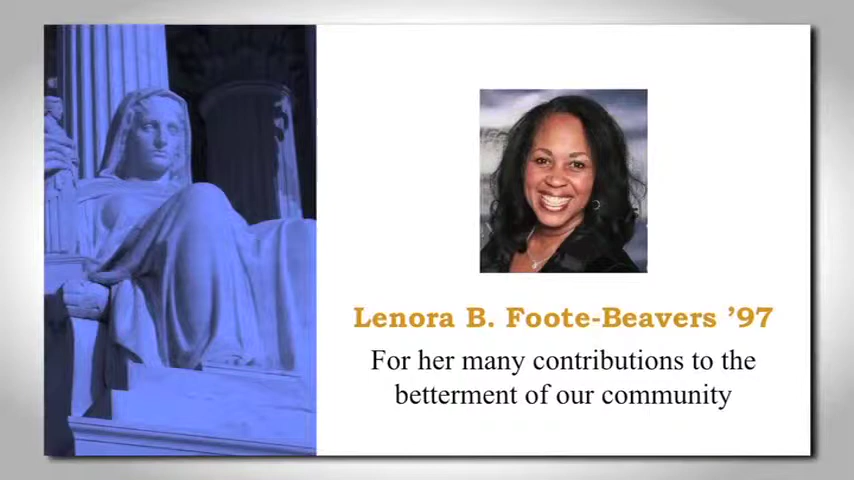 Lenora B. Foote-Beavers ’97
For her many contributions to the
betterment of our community